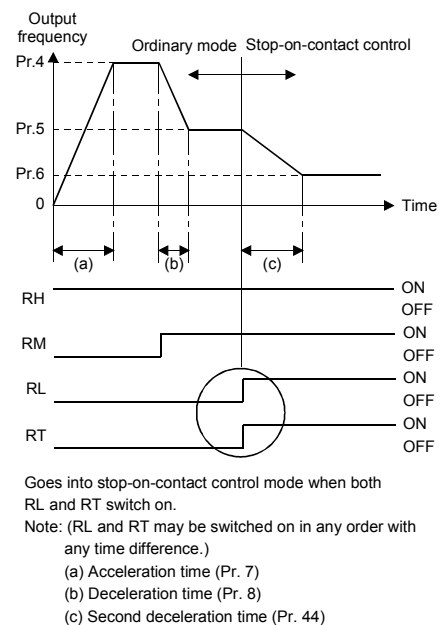 Output
frequency
Ordinary mode Stop-on-contact control
Pr.4
Pr.5
Pr.6
0
Time
(a) (b) (c)
RH ON
OFF
RM ON
OFF
RL ON
OFF
RT ON
OFF
Goes into stop-on-contact control mode when both
RL and RT switch on.
Note: (RL and RT may be switched on in any order with
any time difference.)
(a) Acceleration time (Pr. 7)
(b) Deceleration time (Pr. 8)
(c) Second deceleration time (Pr. 44)